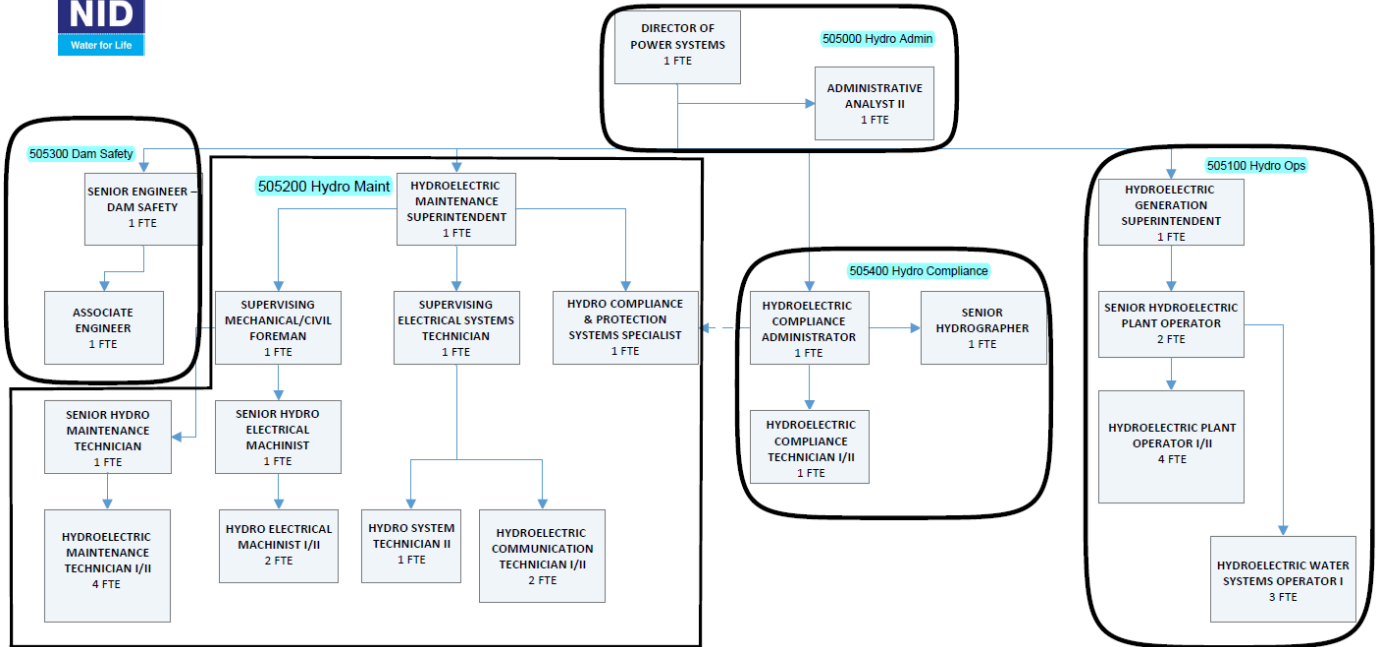 NID
Water for Life
DIRECTOR OF
POWER SYSTEMS
1 FTE
505000 Hydro Admin
ADMINISTRATIVE
ANALYST II
1 FTE
505300 Dam Safety
SENIOR ENGINEER –
DAM SAFETY
1 FTE
ASSOCIATE
ENGINEER
1 FTE
505200 Hydro Maint
HYDROELECTRIC
MAINTENANCE
SUPERINTENDENT
1 FTE
SUPERVISING
MECHANICAL/CIVIL
FOREMAN
1 FTE
SUPERVISING
ELECTRICAL SYSTEMS
TECHNICIAN
1 FTE
HYDRO COMPLIANCE
& PROTECTION
SYSTEMS SPECIALIST
1 FTE
SENIOR HYDRO
MAINTENANCE
TECHNICIAN
1 FTE
SENIOR HYDRO
ELECTRICAL
MACHINIST
1 FTE
HYDROELECTRIC
MAINTENANCE
TECHNICIAN I/II
4 FTE
HYDRO ELECTRICAL
MACHINIST I/II
2 FTE
HYDRO SYSTEM
TECHNICIAN II
1 FTE
HYDROELECTRIC
COMMUNICATION
TECHNICIAN I/II
2 FTE
505400 Hydro Compliance
HYDROELECTRIC
COMPLIANCE
ADMINISTRATOR
1 FTE
SENIOR
HYDROGRAPHER
1 FTE
HYDROELECTRIC
COMPLIANCE
TECHNICIAN I/II
1 FTE
505100 Hydro Ops
HYDROELECTRIC
GENERATION
SUPERINTENDENT
1 FTE
SENIOR HYDROELECTRIC
PLANT OPERATOR
2 FTE
HYDROELECTRIC PLANT
OPERATOR I/II
4 FTE
HYDROELECTRIC WATER
SYSTEMS OPERATOR I
3 FTE